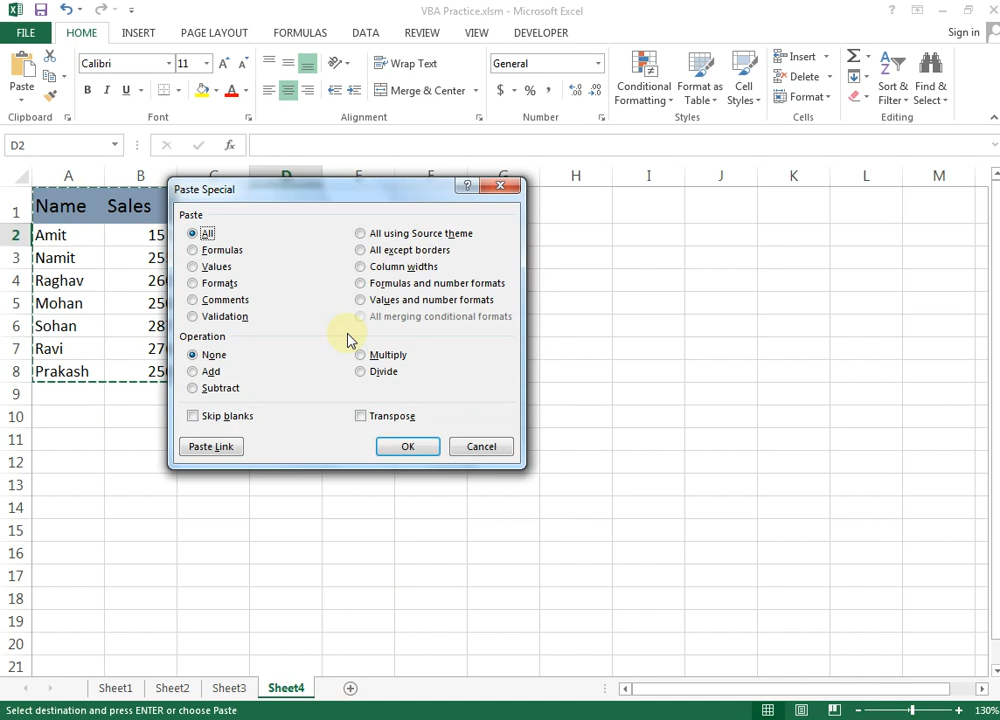 VBA Practice.xlsm - Microsoft Excel
FILE HOME INSERT PAGE LAYOUT FORMULAS DATA REVIEW VIEW DEVELOPER Sign in
Paste
Calibri 11
B I U A
Wrap Text
Merge & Center
General
$ %
Conditional Formatting
Format as Table
Cell Styles
Insert
Delete
Format
Sort & Filter
Find & Select
Clipboard Font Alignment Number Styles Cells Editing
D2 fx
A B C D E F G H I J K L M
1 Name Sales
2 Amit 15
3 Namit
4 Raghav
5 Mohan
6 Sohan
7 Ravi
8 Prakash
9
10
11
12
13
14
15
16
17
18
19
20
21
Paste Special ?
Paste
All All using Source theme
Formulas All except borders
Values Column widths
Formats Formulas and number formats
Comments Values and number formats
Validation All merging conditional formats
Operation
None Multiply
Add Divide
Subtract
Skip blanks Transpose
Paste Link OK Cancel
Sheet1 Sheet2 Sheet3 Sheet4
Select destination and press ENTER or choose Paste 130%